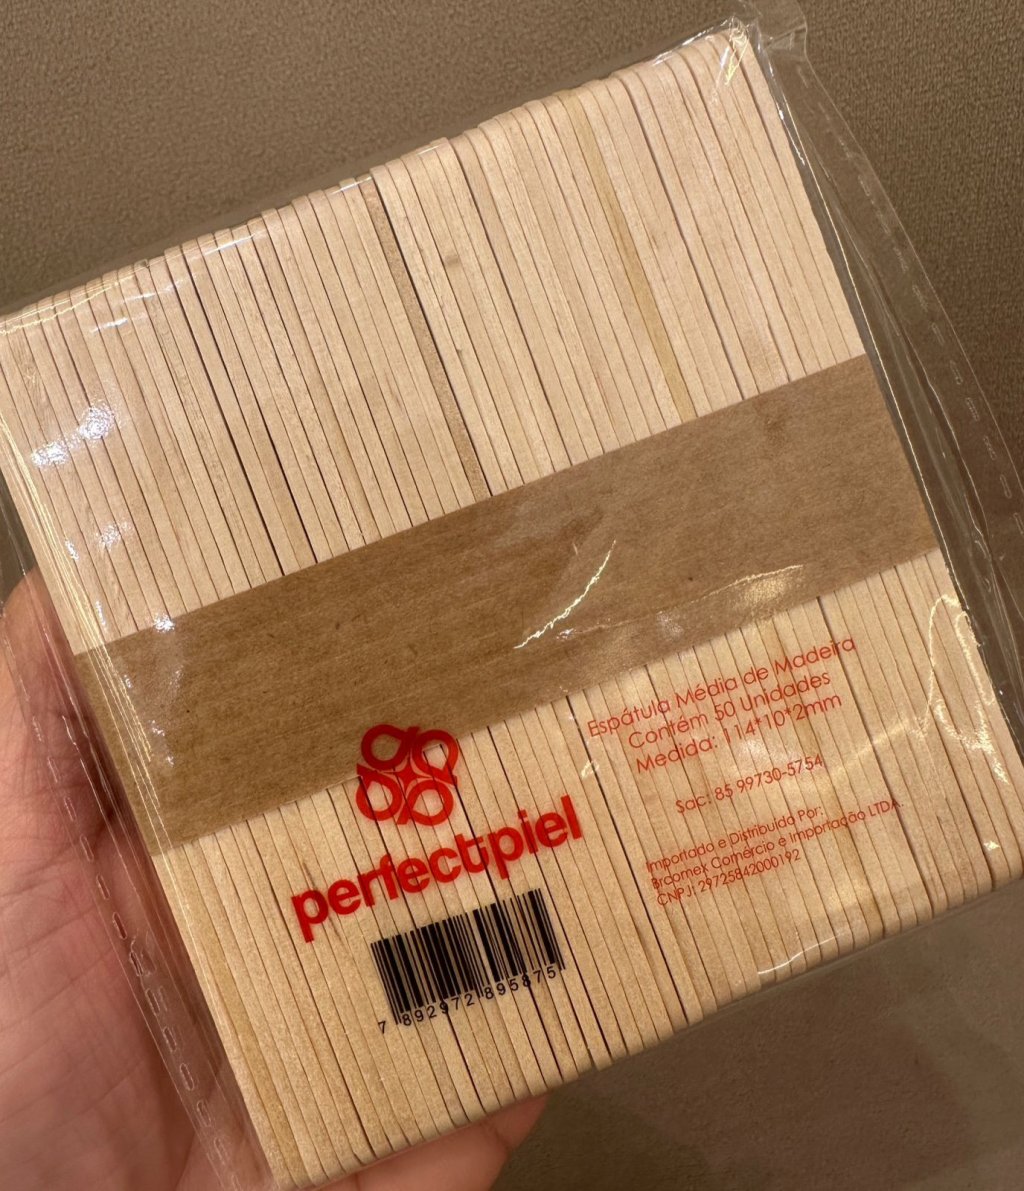 Espátula Média de Madeira
Contém 50 Unidades
Medida: 114*10*2mm
Sac: 85 99730-5754
Importado e Distribuido Por:
Brcomex Comércio e Importação LTDA.
CNPJ: 29725842000192
perfectpiel
7 892972 895875